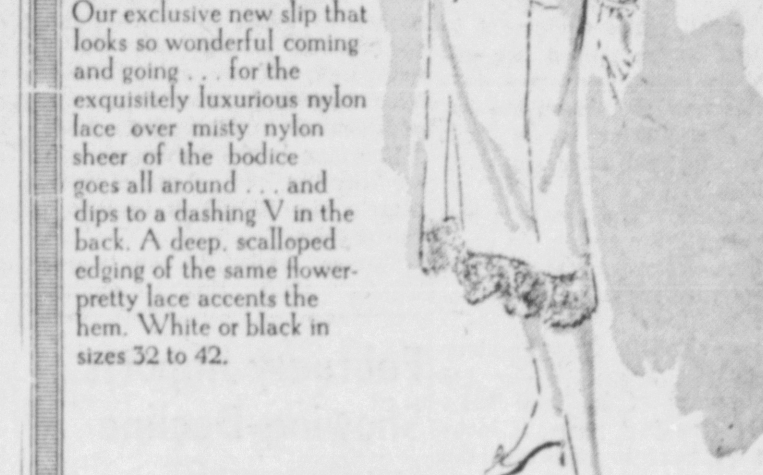 Our exclusive new slip that
looks so wonderful coming
and going . . . for the
exquisitely luxurious nylon
lace over misty nylon
sheer of the bodice
goes all around . . . and
dips to a dashing V in the
back. A deep, scalloped
edging of the same flower-
pretty lace accents the
hem. White or black in
sizes 32 to 42.